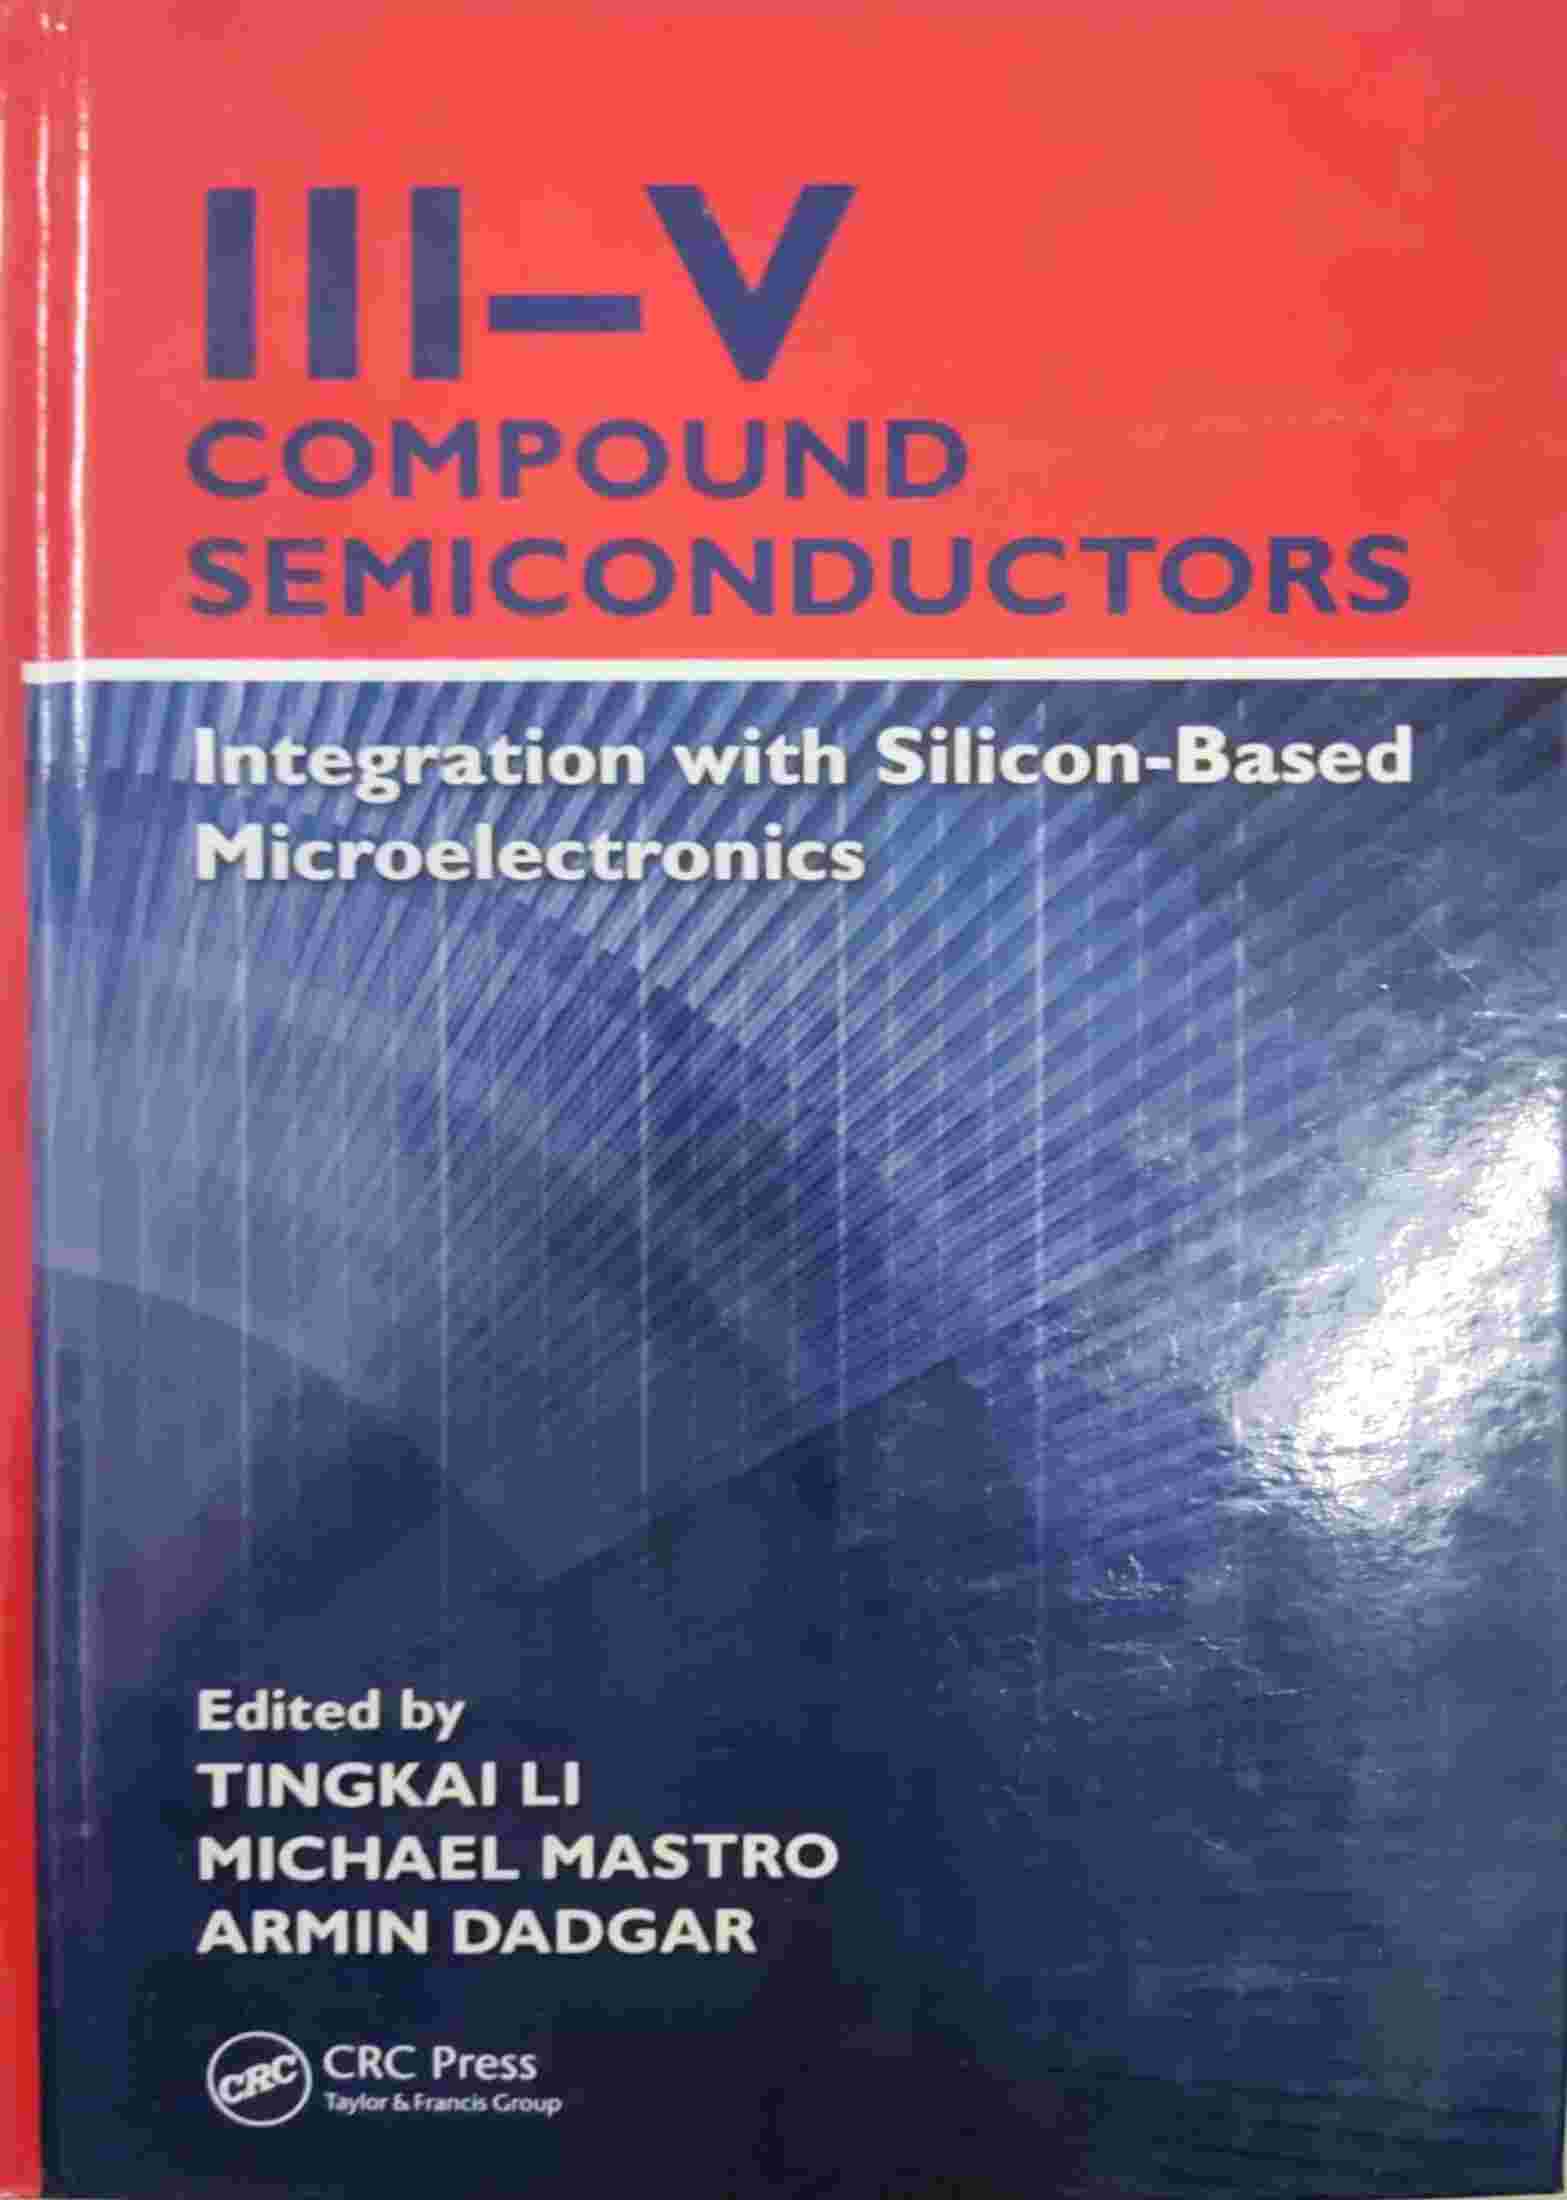 III–V
COMPOUND
SEMICONDUCTORS
Integration with Silicon-Based
Microelectronics
Edited by
TINGKAI LI
MICHAEL MASTRO
ARMIN DADGAR
CRC
CRC Press
Taylor & Francis Group